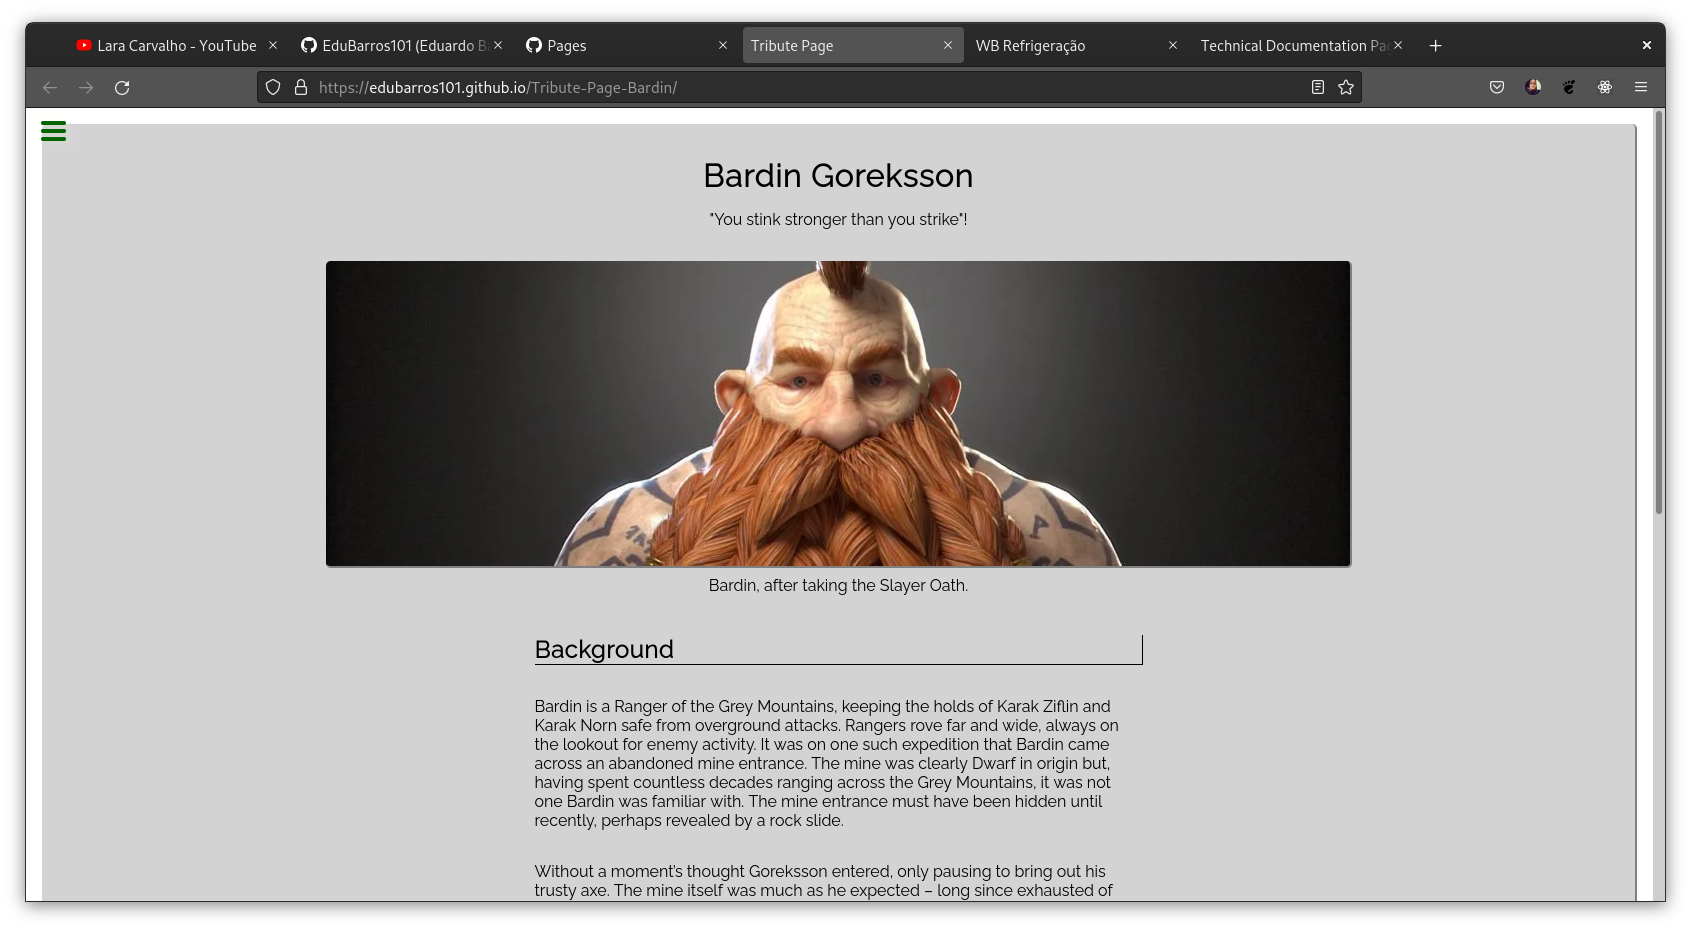 Lara Carvalho - YouTube
EduBarros101 (Eduardo
Pages
Tribute Page
WB Refrigeração
Technical Documentation
https://edubarros101.github.io/Tribute-Page-Bardin/
Bardin Goreksson
"You stink stronger than you strike"!
Bardin, after taking the Slayer Oath.
Background
Bardin is a Ranger of the Grey Mountains, keeping the holds of Karak Ziflin and
Karak Norn safe from overground attacks. Rangers rove far and wide, always on
the lookout for enemy activity. It was on one such expedition that Bardin came
across an abandoned mine entrance. The mine was clearly Dwarf in origin but,
having spent countless decades ranging across the Grey Mountains, it was not
one Bardin was familiar with. The mine entrance must have been hidden until
recently, perhaps revealed by a rock slide.
Without a moment's thought Goreksson entered, only pausing to bring out his
trusty axe. The mine itself was much as he expected – long since exhausted of